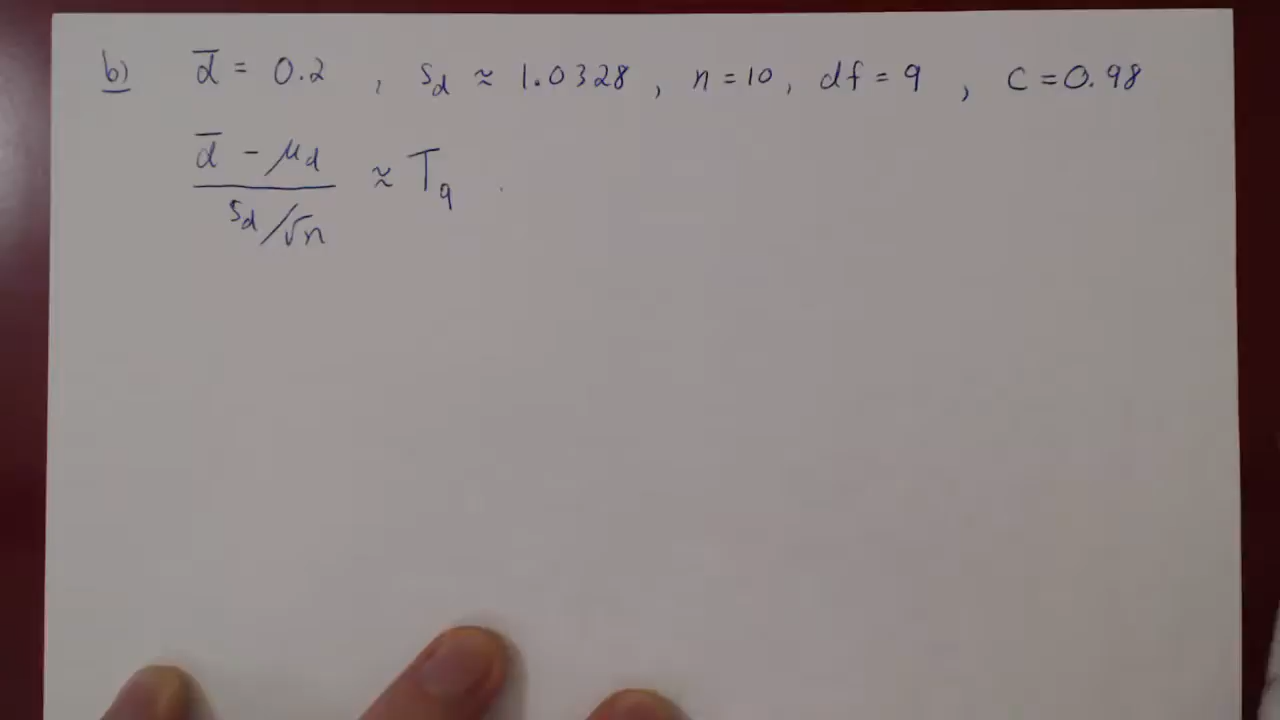 b) d̅ = 0.2 , s_d ≈ 1.0328 , n = 10 , df = 9 , c = 0.98
d̅ - μ_d
≈ T_9
s_d/√n